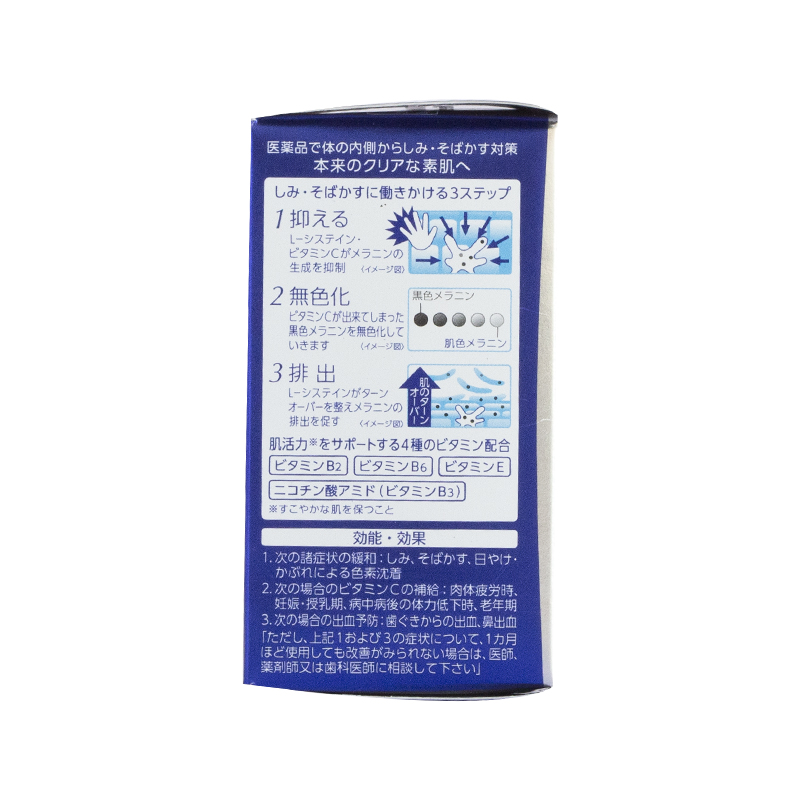 医薬品で体の内側からしみ・そばかす対策
本来のクリアな素肌へ
しみ・そばかすに働きかける3ステップ
1 抑える
L-システイン・
ビタミンCがメラニンの
生成を抑制 〈イメージ図〉
2 無色化
ビタミンCが出来てしまった
黒色メラニンを無色化して
いきます 〈イメージ図〉
黒色メラニン
肌色メラニン
3 排出
L-システインがターン
オーバーを整えメラニンの
排出を促す 〈イメージ図〉
肌のターン
オーバー
肌活力※をサポートする4種のビタミン配合
ビタミンB2 ビタミンB6 ビタミンE
ニコチン酸アミド(ビタミンB3)
※すこやかな肌を保つこと
効能・効果
1. 次の諸症状の緩和：しみ、そばかす、日やけ・
かぶれによる色素沈着
2. 次の場合のビタミンCの補給：肉体疲労時、
妊娠・授乳期、病中病後の体力低下時、老年期
3. 次の場合の出血予防：歯ぐきからの出血、鼻出血
「ただし、上記1および3の症状について、1カ月
ほど使用しても改善がみられない場合は、医師、
薬剤師又は歯科医師に相談して下さい」